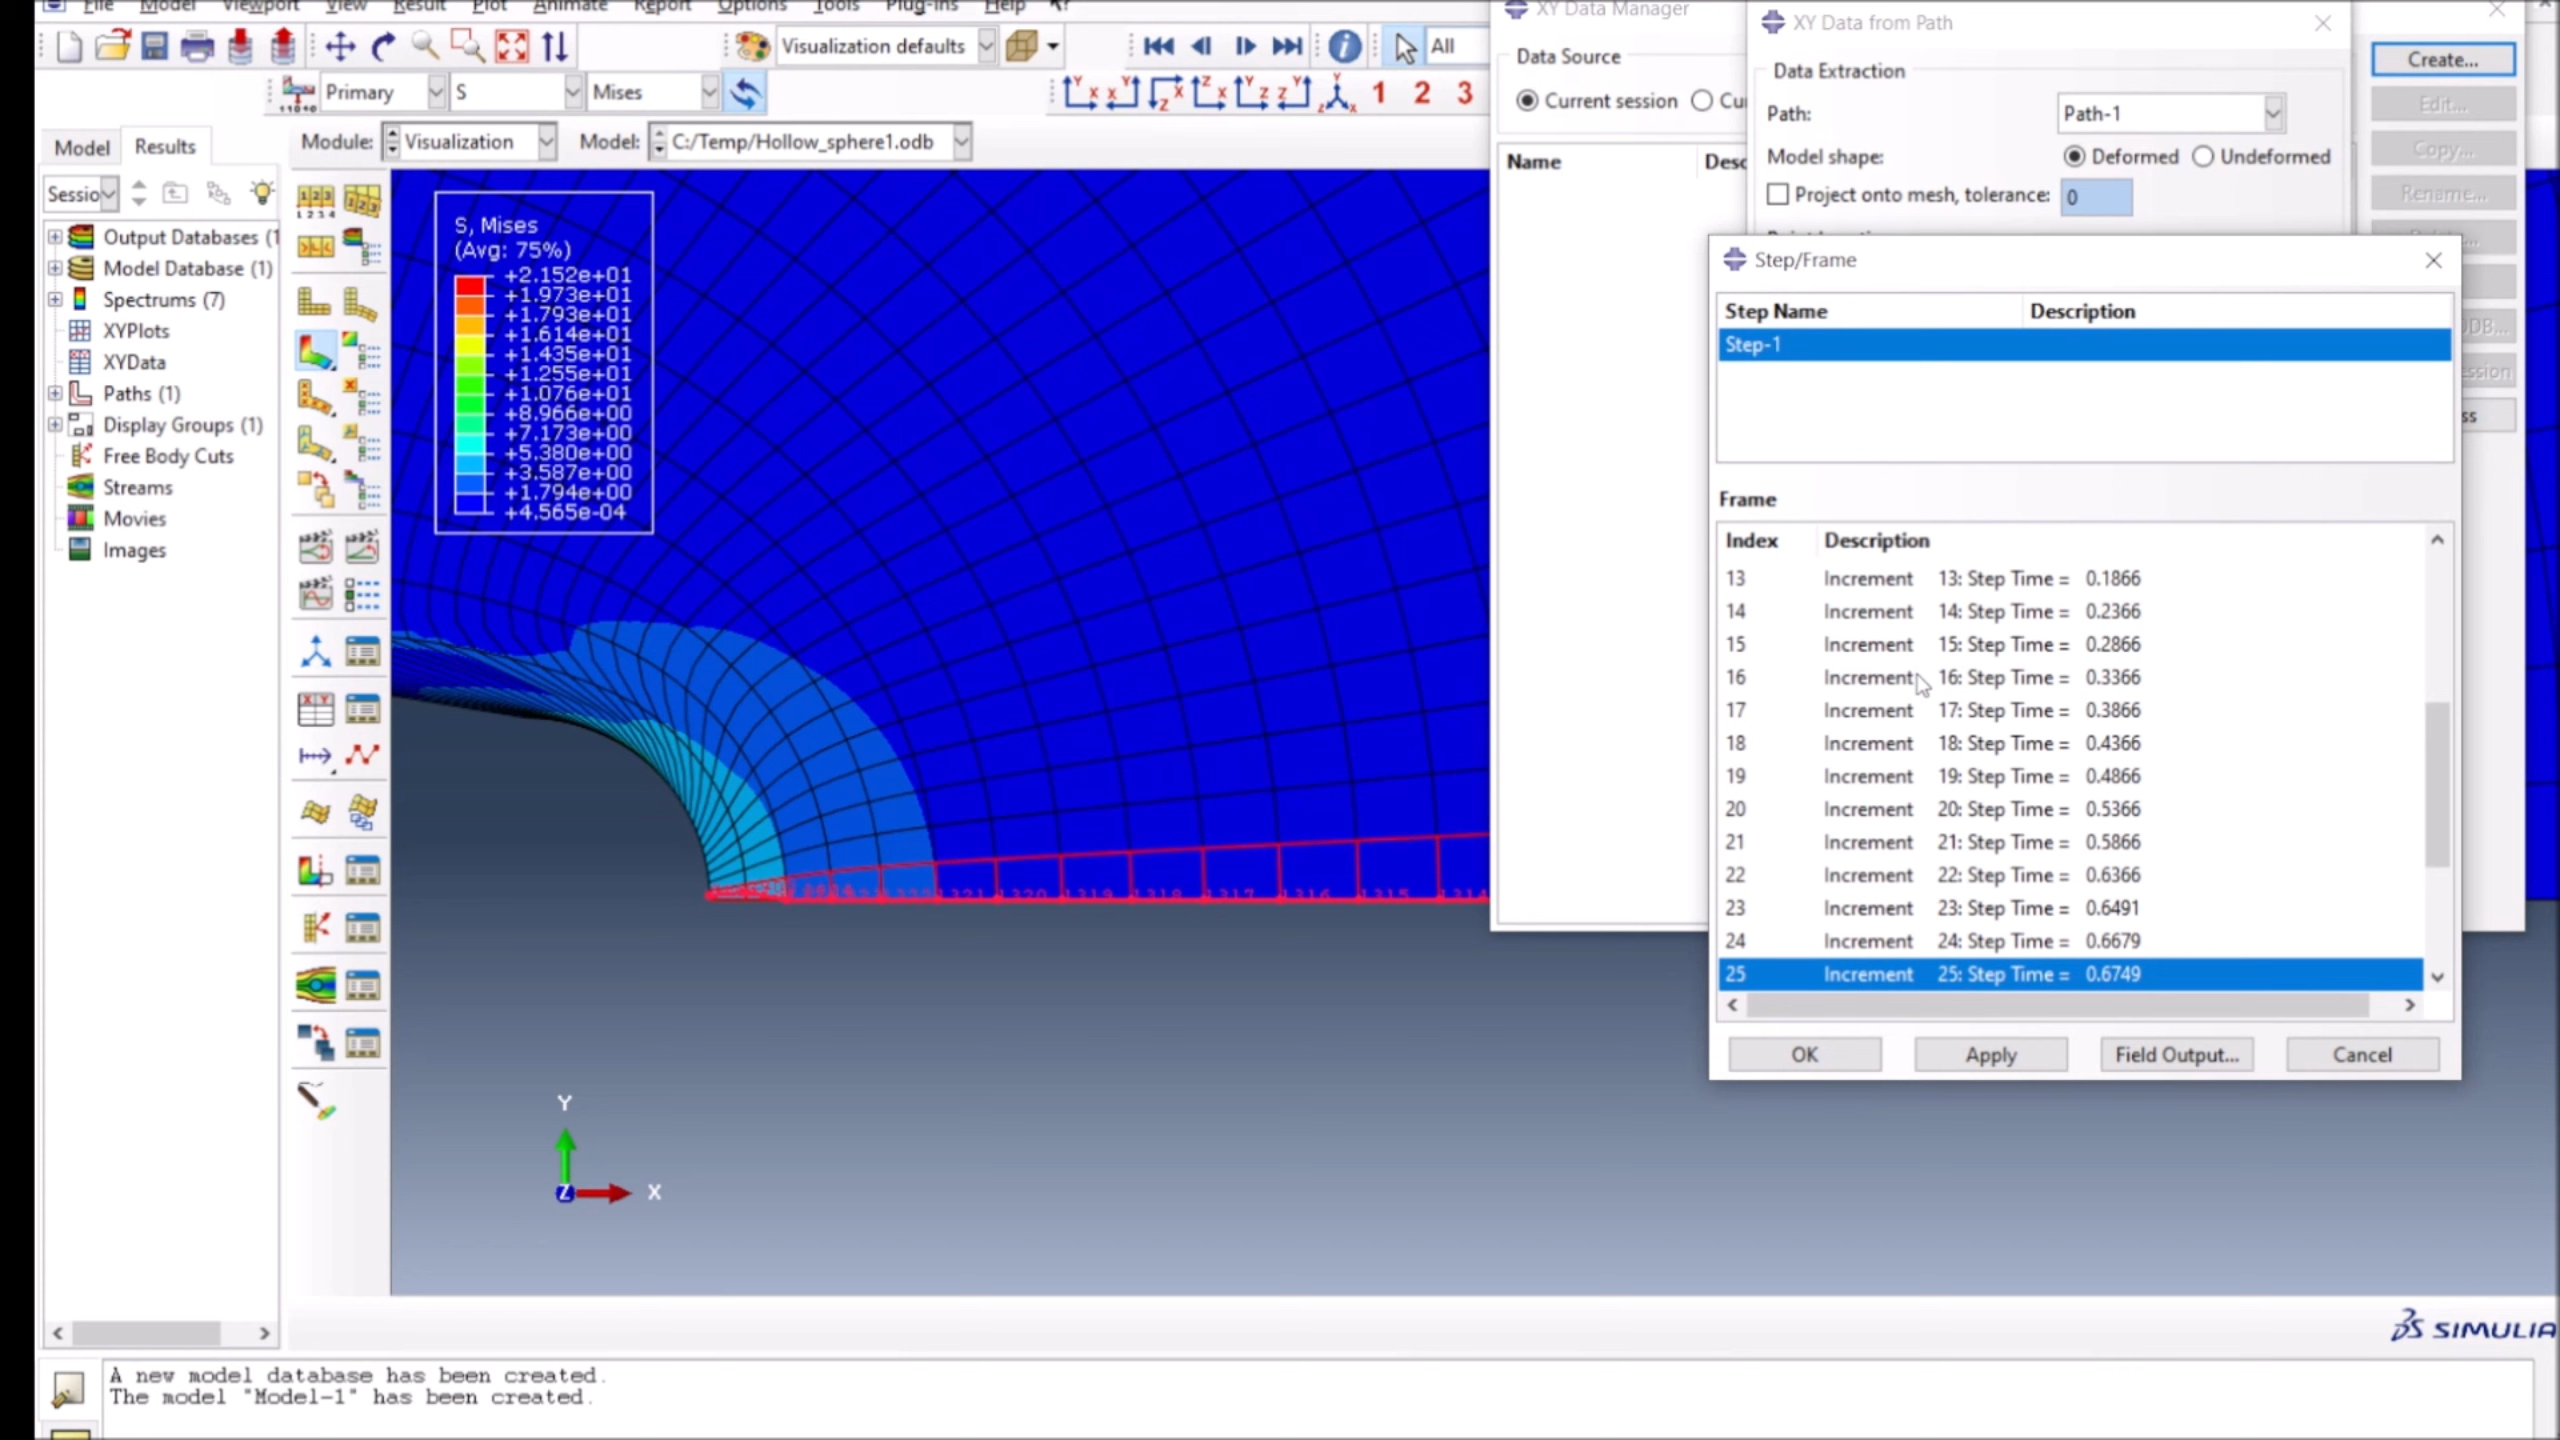 File Model Viewport View Result Plot Animate Report Options Tools Plug-ins Help
Visualization defaults
All
Primary
S
Mises
1 2 3
Model Results
Module: Visualization Model: C:/Temp/Hollow_sphere1.odb
Sessio
Output Databases (1
Model Database (1)
Spectrums (7)
XYPlots
XYData
Paths (1)
Display Groups (1)
Free Body Cuts
Streams
Movies
Images
S, Mises
(Avg: 75%)
+2.152e+01
+1.973e+01
+1.793e+01
+1.614e+01
+1.435e+01
+1.255e+01
+1.076e+01
+8.966e+00
+7.173e+00
+5.380e+00
+3.587e+00
+1.794e+00
+4.565e-04
1320 1319 1318 1317 1316 1315 1314
Y
Z
X
XY Data Manager
Data Source
Current session
Cu
Name
Desc
Create...
Edit...
Copy...
Rename...
XY Data from Path
Data Extraction
Path: Path-1
Model shape: Deformed Undeformed
Project onto mesh, tolerance: 0
Step/Frame
Step Name Description
Step-1
Frame
Index Description
13 Increment 13: Step Time = 0.1866
14 Increment 14: Step Time = 0.2366
15 Increment 15: Step Time = 0.2866
16 Increment 16: Step Time = 0.3366
17 Increment 17: Step Time = 0.3866
18 Increment 18: Step Time = 0.4366
19 Increment 19: Step Time = 0.4866
20 Increment 20: Step Time = 0.5366
21 Increment 21: Step Time = 0.5866
22 Increment 22: Step Time = 0.6366
23 Increment 23: Step Time = 0.6491
24 Increment 24: Step Time = 0.6679
25 Increment 25: Step Time = 0.6749
OK Apply Field Output... Cancel
SIMULIA
A new model database has been created.
The model "Model-1" has been created.